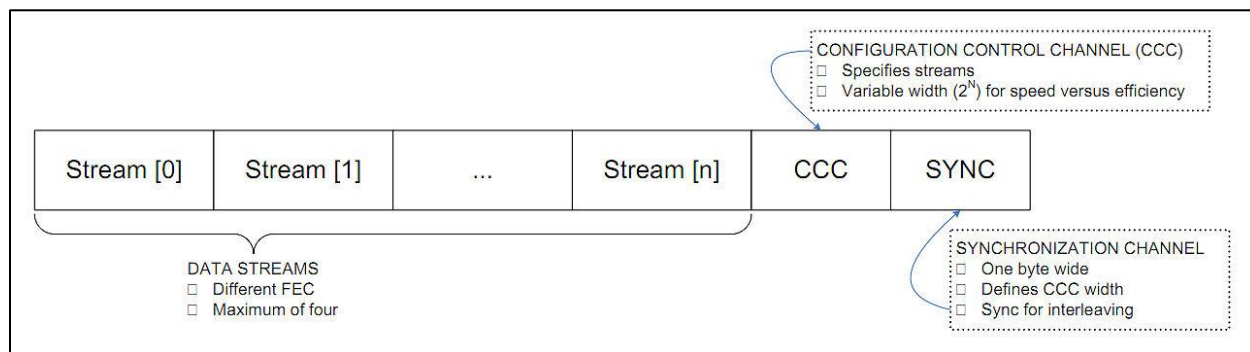 CONFIGURATION CONTROL CHANNEL (CCC)
□ Specifies streams
□ Variable width (2^N) for speed versus efficiency
Stream [0]
Stream [1]
...
Stream [n]
CCC
SYNC
DATA STREAMS
□ Different FEC
□ Maximum of four
SYNCHRONIZATION CHANNEL
□ One byte wide
□ Defines CCC width
□ Sync for interleaving